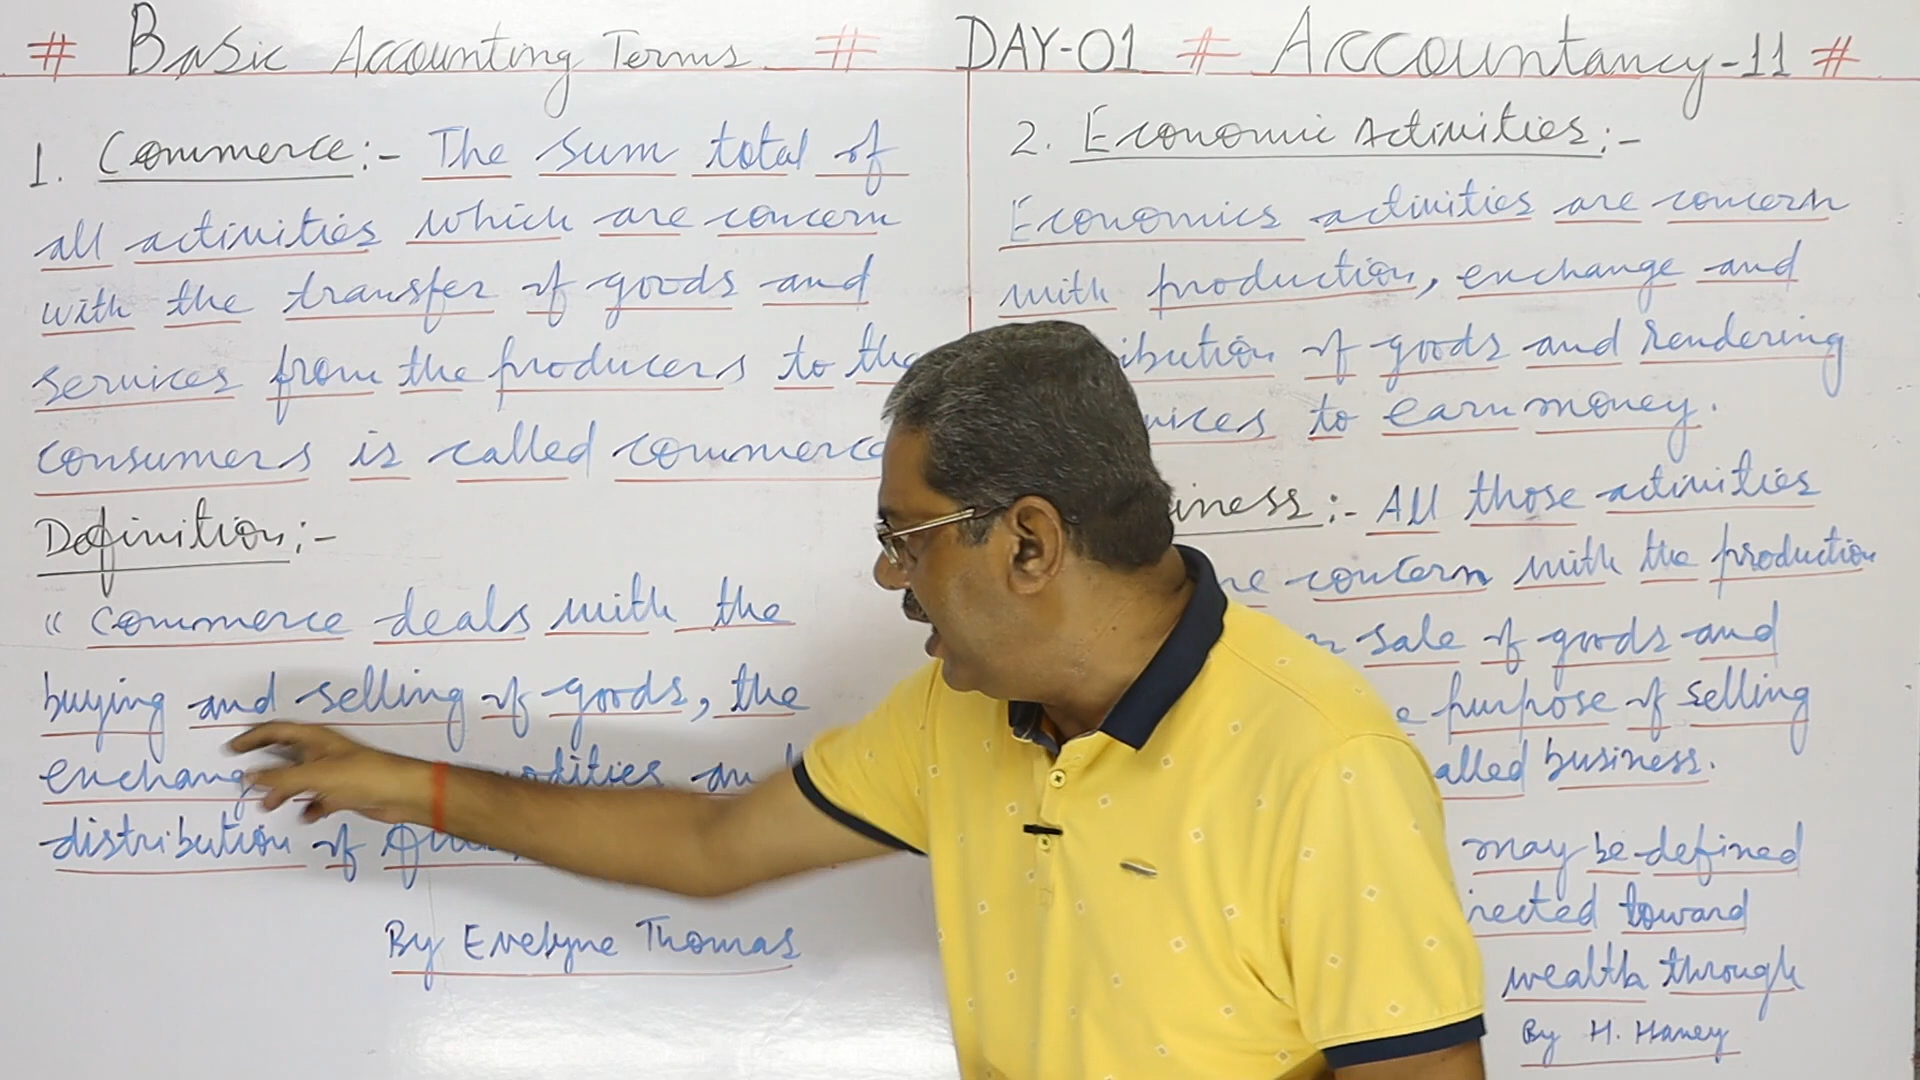 # Basic Accounting Terms # DAY-01 # Accountancy-11 #
1. Commerce:- The sum total of
all activities which are concern
with the transfer of goods and
services from the producers to the
consumers is called commerce
Definition:-
“ Commerce deals with the
buying and selling of goods, the
distribution of
By Evelyne Thomas
2. Economic Activities:-
Economics activities are concern
with production, exchange and
of goods and rendering
to earn money.
:- All those activities
concern with the production
sale of goods and
purpose of selling
business.
may be defined
toward
wealth through
By H. Haney